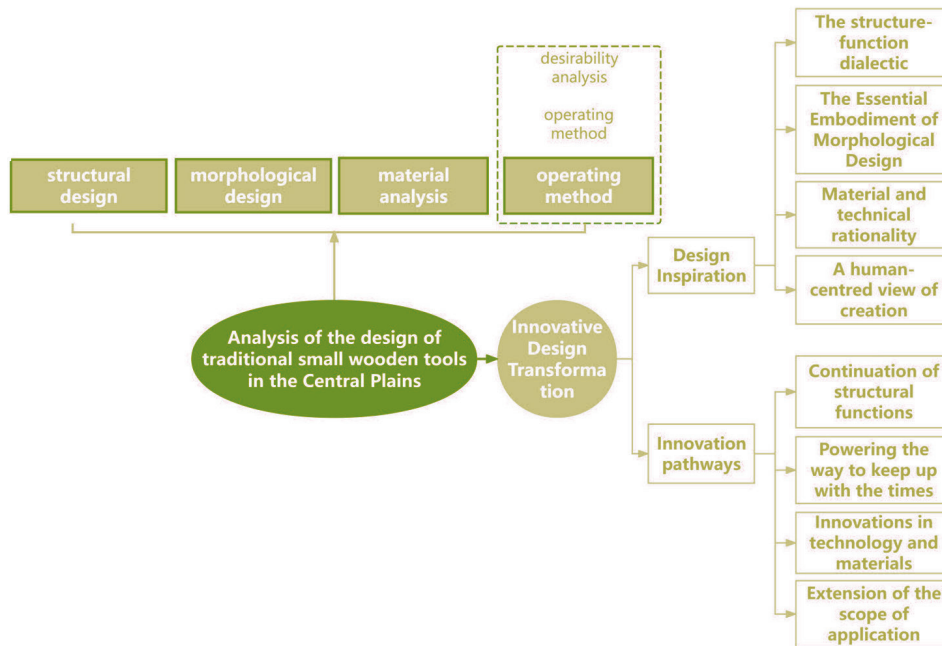 desirability
analysis
operating
method
structural
design
morphological
design
material
analysis
operating
method
Analysis of the design of
traditional small wooden tools
in the Central Plains
Innovative
Design
Transforma
tion
Design
Inspiration
The structure-
function
dialectic
The Essential
Embodiment of
Morphological
Design
Material and
technical
rationality
A human-
centred view of
creation
Innovation
pathways
Continuation of
structural
functions
Powering the
way to keep up
with the times
Innovations in
technology and
materials
Extension of the
scope of
application